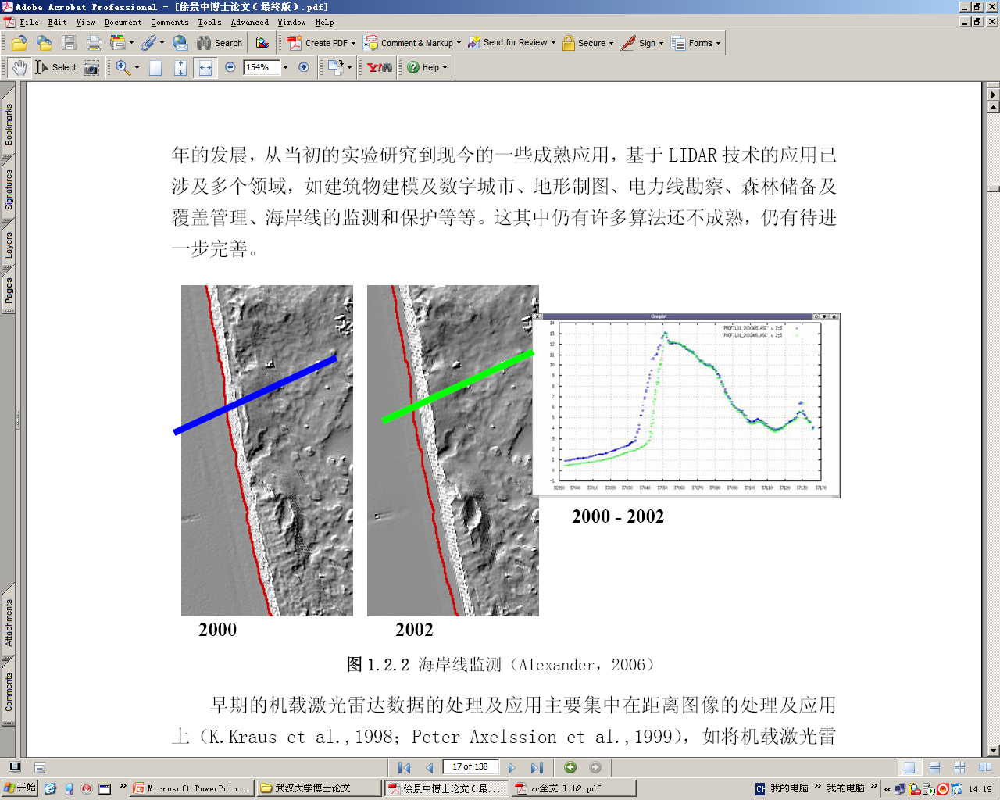 Adobe Acrobat Professional - [徐景中博士论文(最终版).pdf]
File Edit View Document Comments Tools Advanced Window Help
Search Create PDF Comment & Markup Send for Review Secure Sign Forms
Select 154% Y! Help
Bookmarks
Signatures
Layers
Pages
Attachments
Comments
年的发展，从当初的实验研究到现今的一些成熟应用，基于 LIDAR 技术的应用已
涉及多个领域，如建筑物建模及数字城市、地形制图、电力线勘察、森林储备及
覆盖管理、海岸线的监测和保护等等。这其中仍有许多算法还不成熟，仍有待进
一步完善。
Gnuplot
'PROFIL01_2000AUS.ASC' u 2:3
'PROFIL01_2002AUS.ASC' u 2:3
14
13
12
11
10
9
8
7
6
5
4
3
2
1
0
-1
36990 37000 37010 37020 37030 37040 37050 37060 37070 37080 37090 37100 37110 37120 37130 37170
2000 - 2002
2000 2002
图 1.2.2 海岸线监测（Alexander，2006）
早期的机载激光雷达数据的处理及应用主要集中在距离图像的处理及应用
上（K.Kraus et al.,1998；Peter Axelssion et al.,1999），如将机载激光雷
17 of 138
开始 Microsoft PowerPoin... 武汉大学博士论文 徐景中博士论文(最... zc全文-lib2.pdf CH 我的电脑 » 我的电脑 » « 14:19